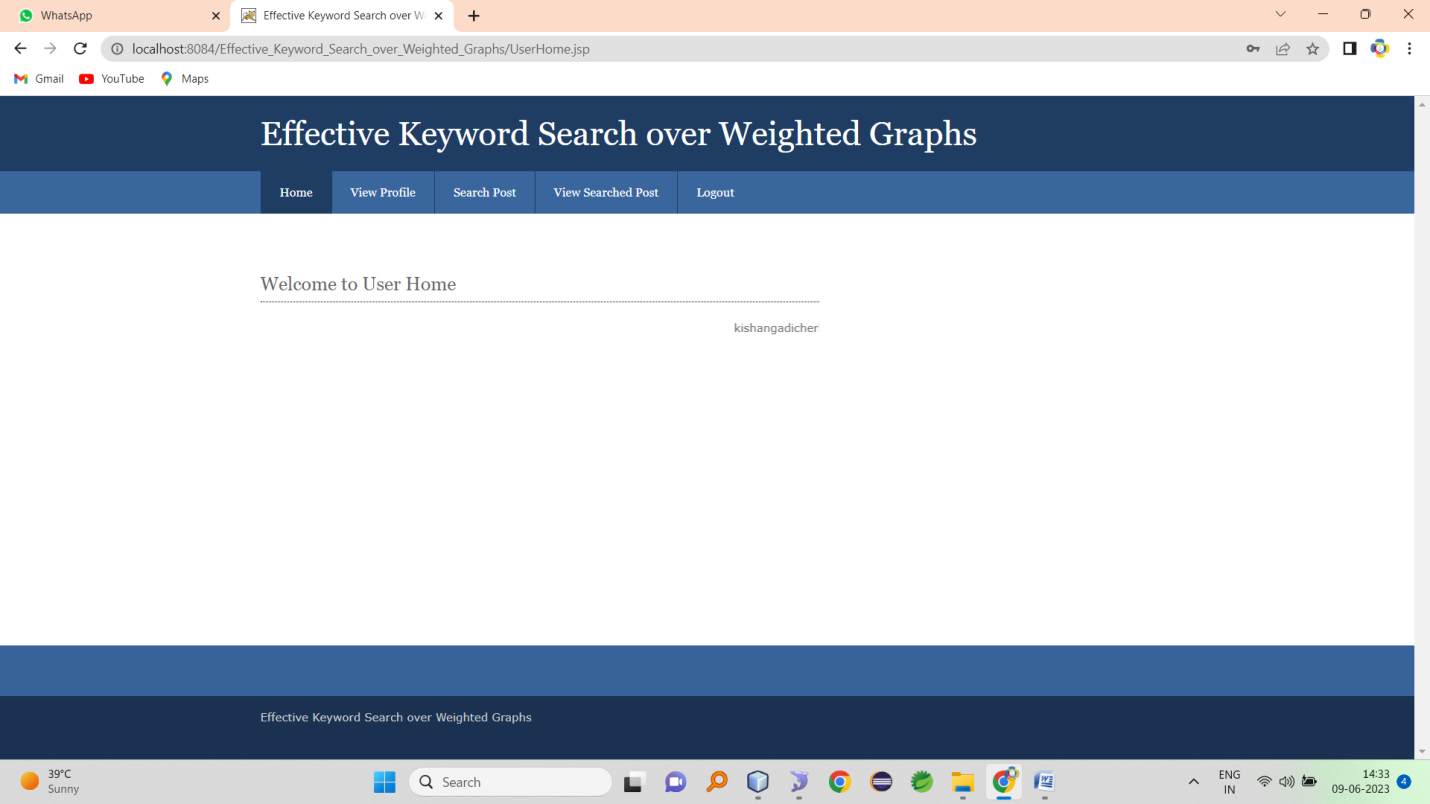 WhatsApp
Effective Keyword Search over W
localhost:8084/Effective_Keyword_Search_over_Weighted_Graphs/UserHome.jsp
Gmail YouTube Maps
Effective Keyword Search over Weighted Graphs
Home View Profile Search Post View Searched Post Logout
Welcome to User Home
kishangadicher
Effective Keyword Search over Weighted Graphs
39°C
Sunny
Search
ENG
IN
14:33
09-06-2023
4